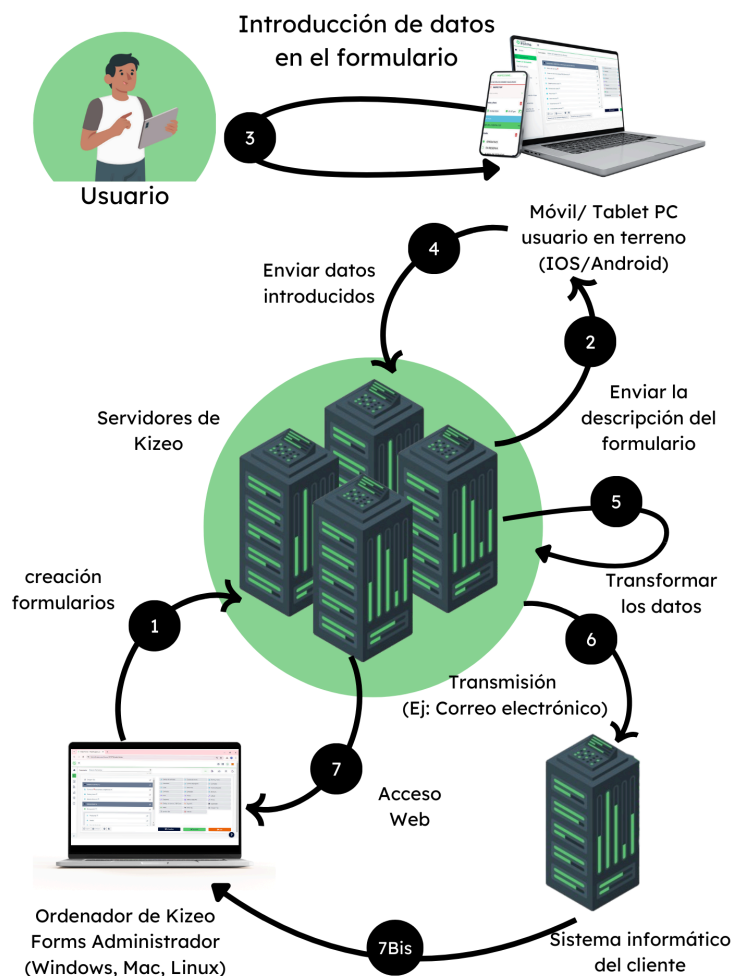 Introducción de datos
en el formulario
3
Usuario
Móvil/ Tablet PC
usuario en terreno
(IOS/Android)
4
Enviar datos
introducidos
2
Enviar la
descripción del
formulario
Servidores de
Kizeo
5
Transformar
los datos
creación
formularios
1
6
Transmisión
(Ej: Correo electrónico)
7
Acceso
Web
Ordenador de Kizeo
Forms Administrador
(Windows, Mac, Linux)
7Bis
Sistema informático
del cliente